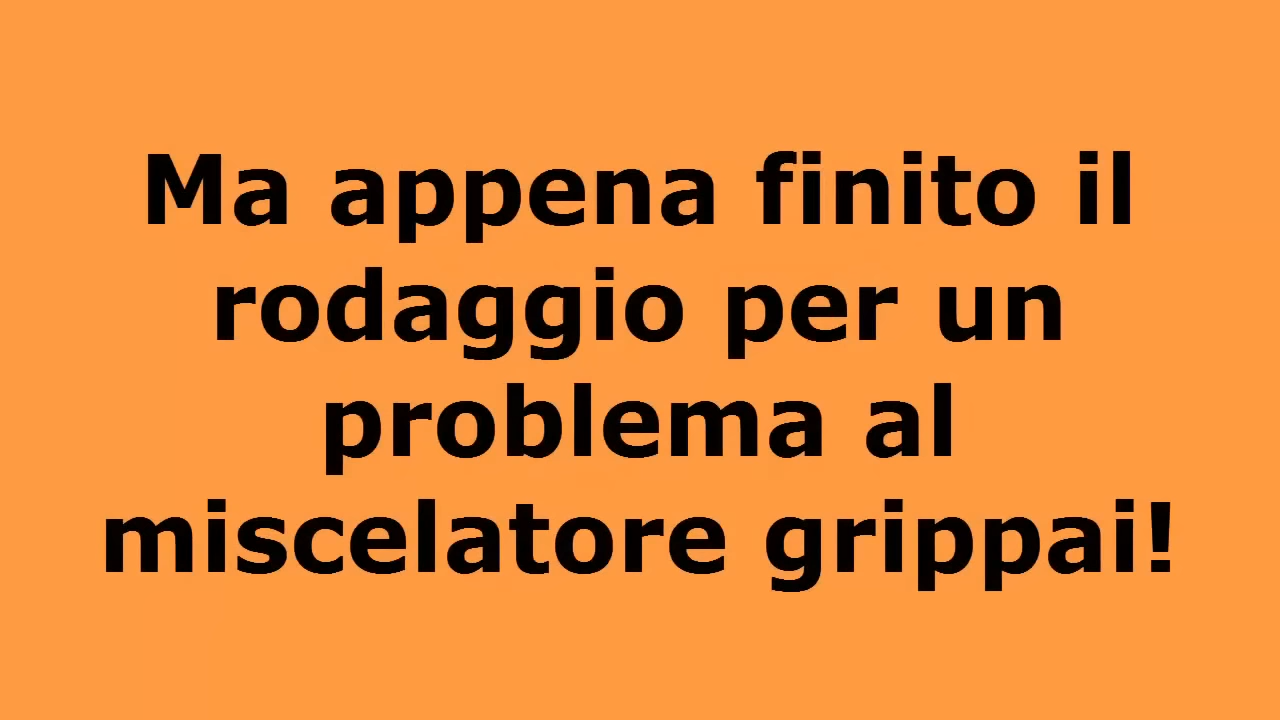 Ma appena finito il
rodaggio per un
problema al
miscelatore grippai!